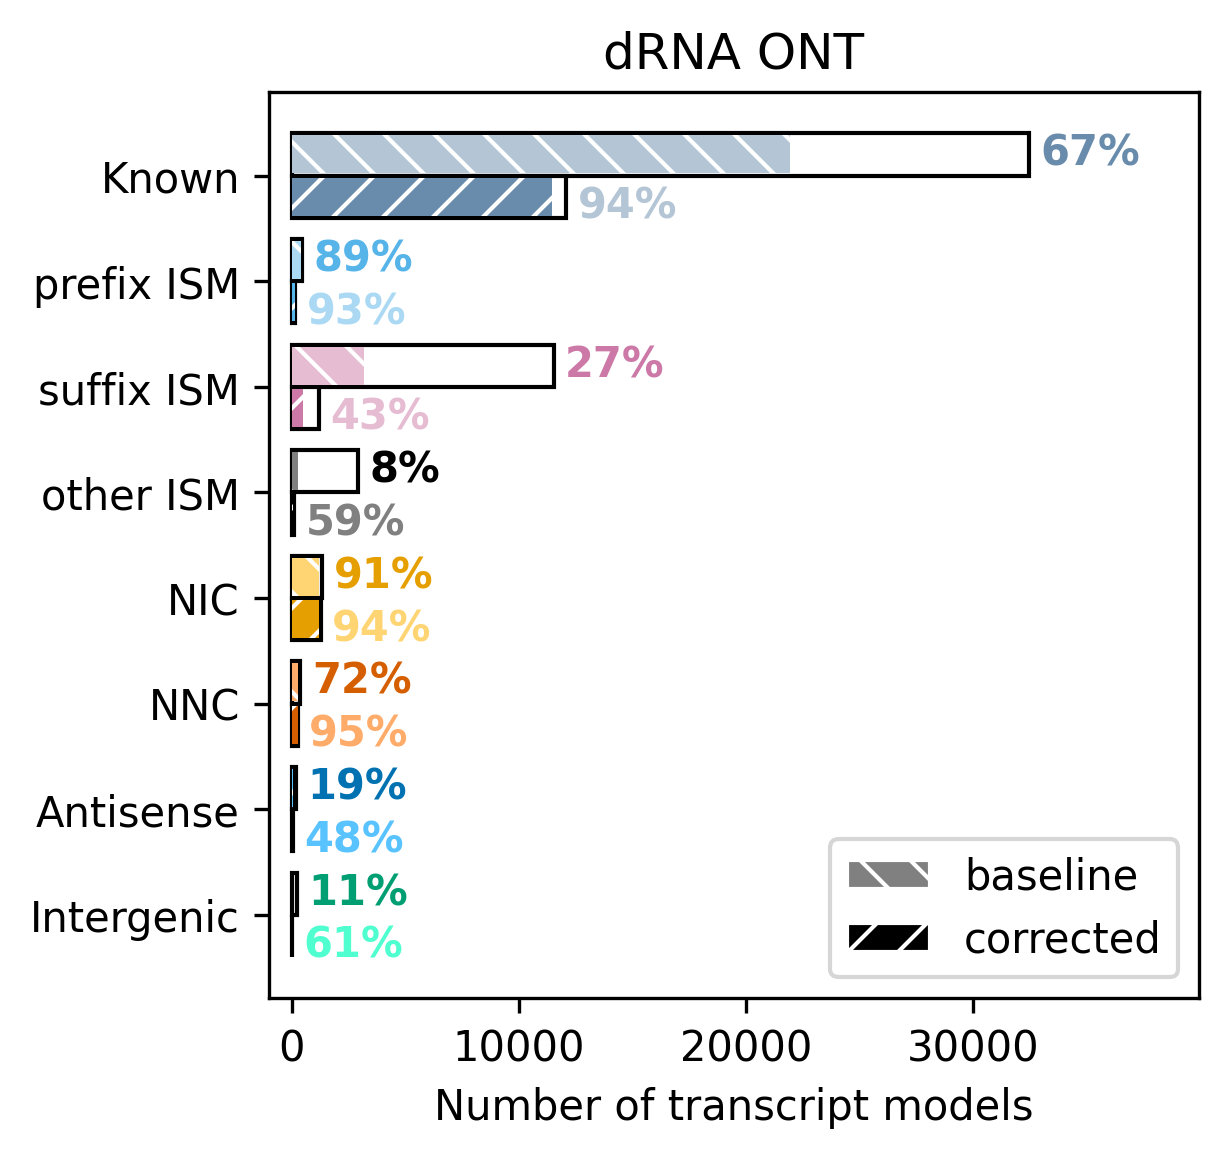 dRNA ONT
Known
67%
94%
prefix ISM
89%
93%
suffix ISM
27%
43%
other ISM
8%
59%
NIC
91%
94%
NNC
72%
95%
Antisense
19%
48%
Intergenic
11%
61%
baseline
corrected
0 10000 20000 30000
Number of transcript models